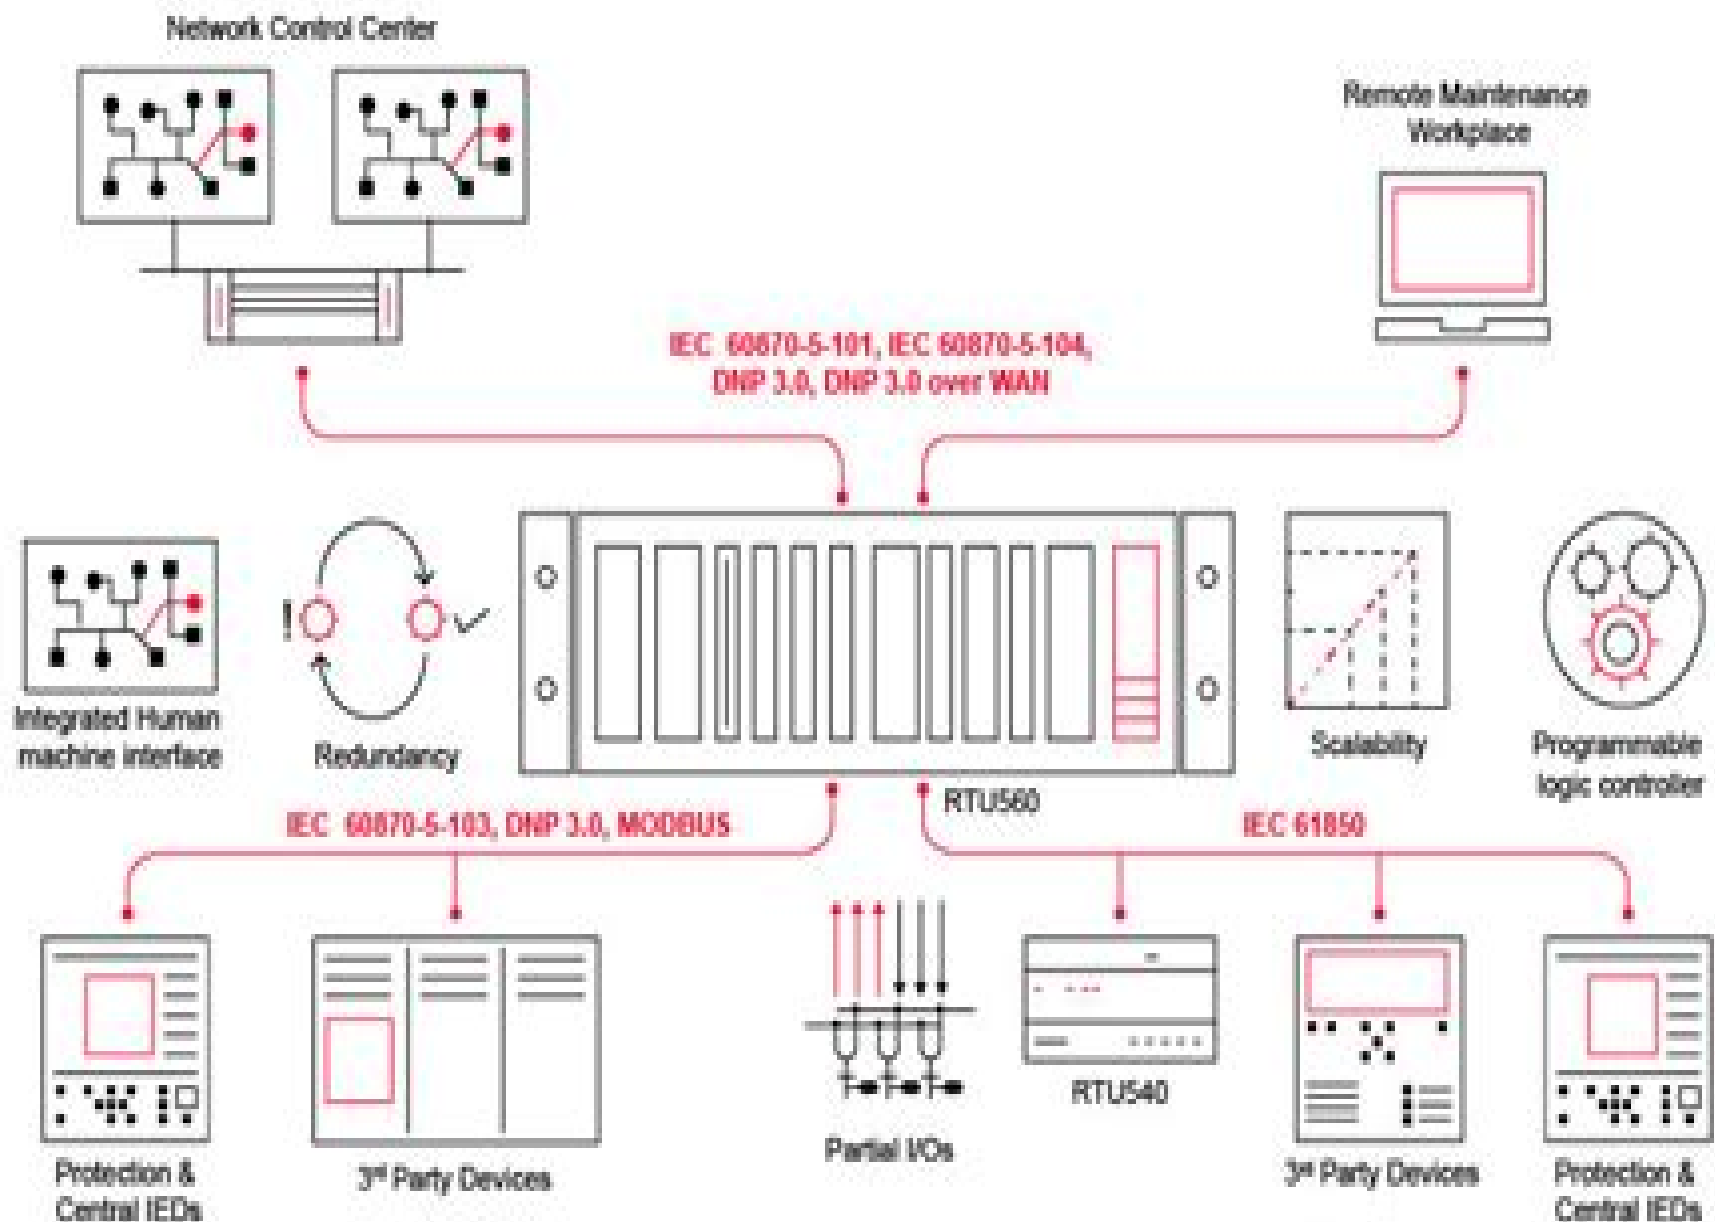 Network Control Center
Remote Maintenance
Workplace
IEC 60870-5-101, IEC 60870-5-104,
DNP 3.0, DNP 3.0 over WAN
Integrated Human
machine interface
Redundancy
Scalability
Programmable
logic controller
RTU560
IEC 60870-5-103, DNP 3.0, MODBUS
IEC 61850
Protection &
Central IEDs
3rd Party Devices
Partial I/Os
RTU540
3rd Party Devices
Protection &
Central IEDs